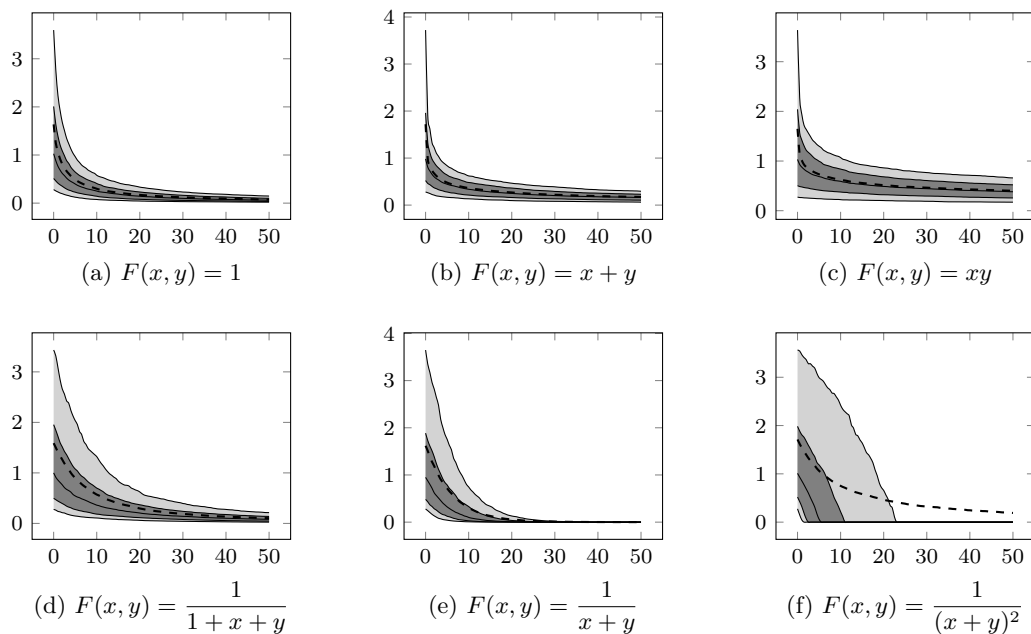 3
2
1
0
0 10 20 30 40 50
(a) F(x, y) = 1
4
3
2
1
0
0 10 20 30 40 50
(b) F(x, y) = x + y
3
2
1
0
0 10 20 30 40 50
(c) F(x, y) = xy
3
2
1
0
0 10 20 30 40 50
(d) F(x, y) = 1 / (1 + x + y)
4
3
2
1
0
0 10 20 30 40 50
(e) F(x, y) = 1 / (x + y)
3
2
1
0
0 10 20 30 40 50
(f) F(x, y) = 1 / (x + y)²